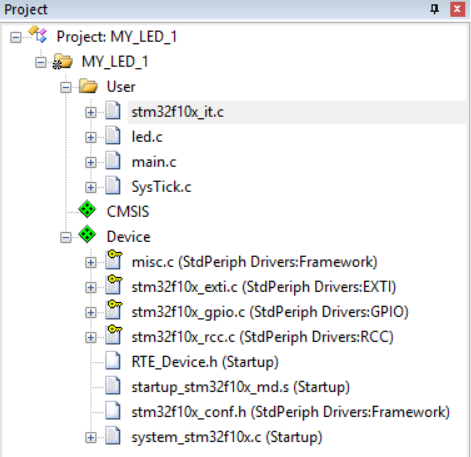 Project
Project: MY_LED_1
MY_LED_1
User
stm32f10x_it.c
led.c
main.c
SysTick.c
CMSIS
Device
misc.c (StdPeriph Drivers:Framework)
stm32f10x_exti.c (StdPeriph Drivers:EXTI)
stm32f10x_gpio.c (StdPeriph Drivers:GPIO)
stm32f10x_rcc.c (StdPeriph Drivers:RCC)
RTE_Device.h (Startup)
startup_stm32f10x_md.s (Startup)
stm32f10x_conf.h (StdPeriph Drivers:Framework)
system_stm32f10x.c (Startup)